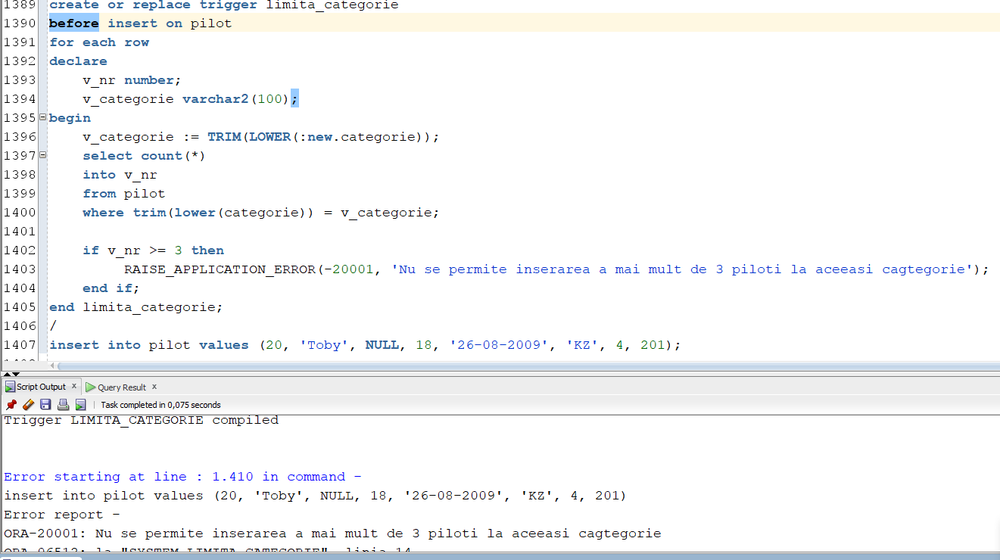 1389 create or replace trigger limita_categorie
1390 before insert on pilot
1391 for each row
1392 declare
1393 v_nr number;
1394 v_categorie varchar2(100);
1395 begin
1396 v_categorie := TRIM(LOWER(:new.categorie));
1397 select count(*)
1398 into v_nr
1399 from pilot
1400 where trim(lower(categorie)) = v_categorie;
1401
1402 if v_nr >= 3 then
1403 RAISE_APPLICATION_ERROR(-20001, 'Nu se permite inserarea a mai mult de 3 piloti la aceeasi cagtegorie');
1404 end if;
1405 end limita_categorie;
1406 /
1407 insert into pilot values (20, 'Toby', NULL, 18, '26-08-2009', 'KZ', 4, 201);
Script Output x Query Result x
Task completed in 0,075 seconds
Trigger LIMITA_CATEGORIE compiled
Error starting at line : 1.410 in command -
insert into pilot values (20, 'Toby', NULL, 18, '26-08-2009', 'KZ', 4, 201)
Error report -
ORA-20001: Nu se permite inserarea a mai mult de 3 piloti la aceeasi cagtegorie
ORA-06512: la "SYSTEM.LIMITA_CATEGORIE", linia 14